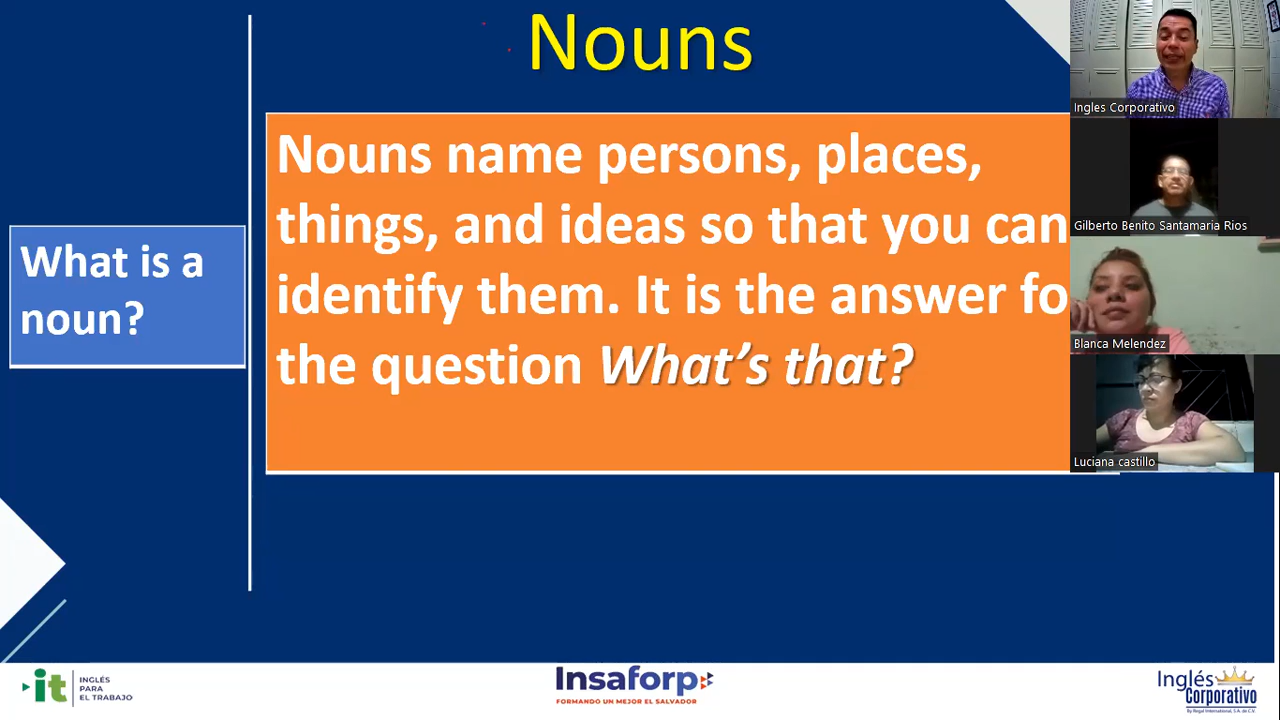 Nouns
What is a
noun?
Nouns name persons, places,
things, and ideas so that you can
identify them. It is the answer fo
the question What's that?
Ingles Corporativo
Gilberto Benito Santamaria Rios
Blanca Melendez
Luciana castillo
it
INGLÉS
PARA
EL TRABAJO
Insaforp
FORMANDO UN MEJOR EL SALVADOR
Inglés
Corporativo
By Regal International, S.A. de C.V.